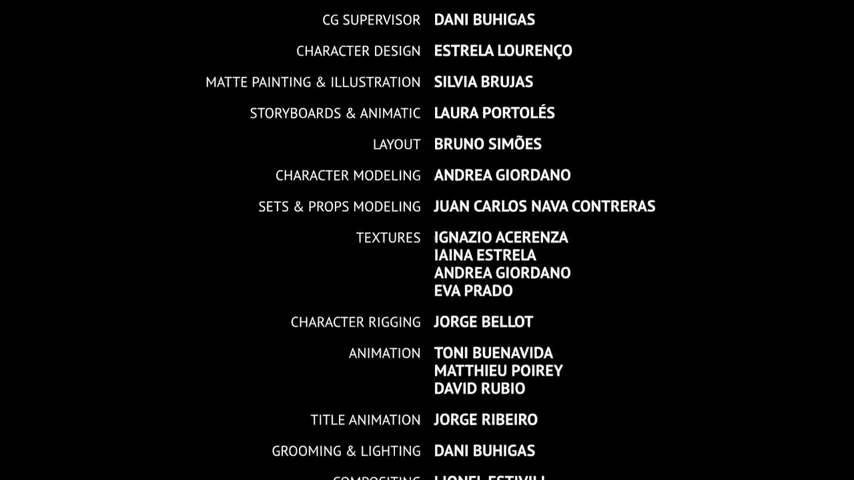 CG SUPERVISOR DANI BUHIGAS
CHARACTER DESIGN ESTRELA LOURENÇO
MATTE PAINTING & ILLUSTRATION SILVIA BRUJAS
STORYBOARDS & ANIMATIC LAURA PORTOLÉS
LAYOUT BRUNO SIMÕES
CHARACTER MODELING ANDREA GIORDANO
SETS & PROPS MODELING JUAN CARLOS NAVA CONTRERAS
TEXTURES IGNAZIO ACERENZA
IAINA ESTRELA
ANDREA GIORDANO
EVA PRADO
CHARACTER RIGGING JORGE BELLOT
ANIMATION TONI BUENAVIDA
MATTHIEU POIREY
DAVID RUBIO
TITLE ANIMATION JORGE RIBEIRO
GROOMING & LIGHTING DANI BUHIGAS
COMPOSITING LIONEL